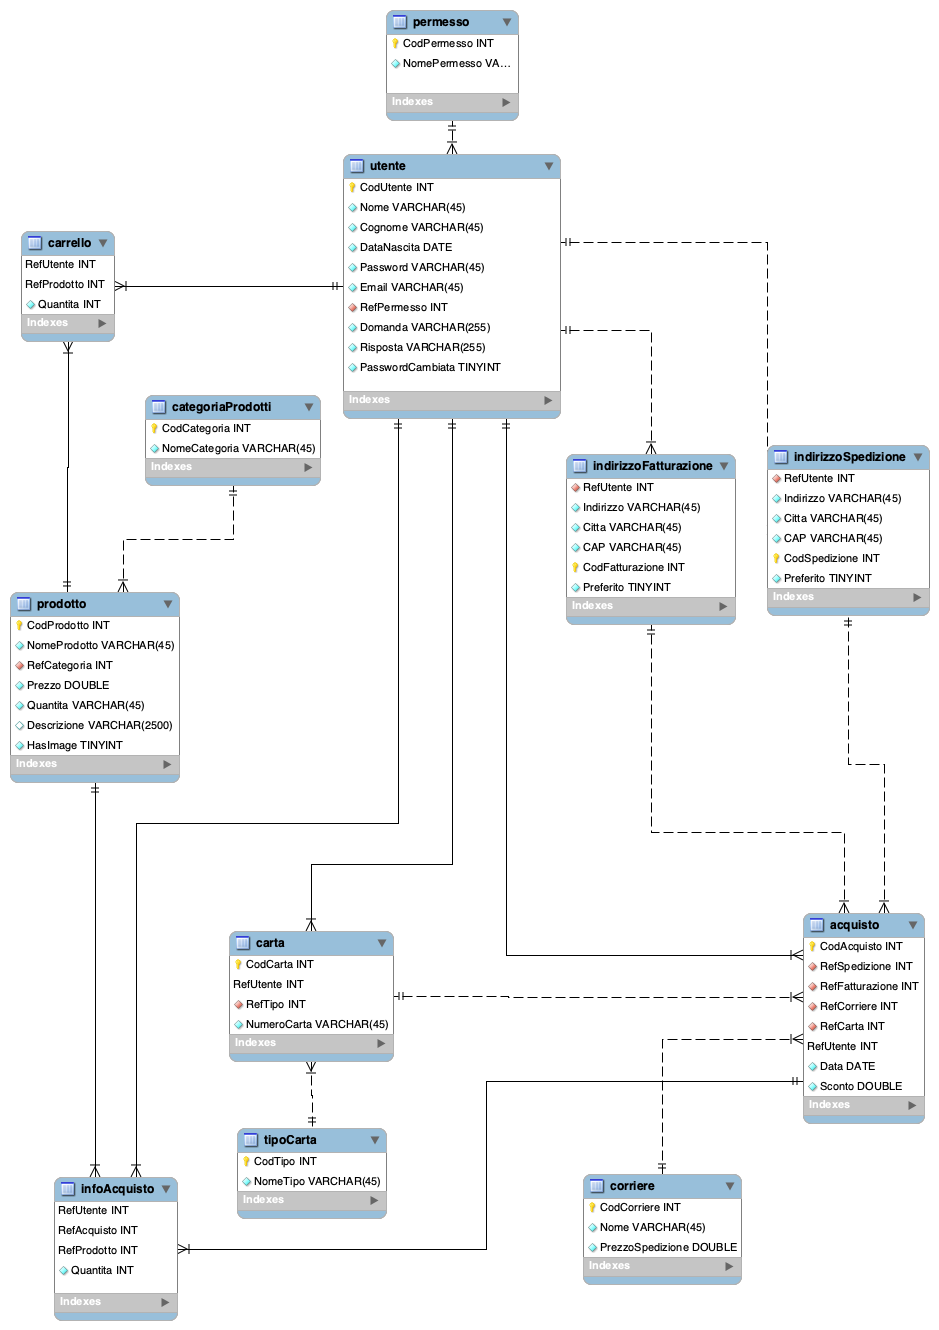 permesso
CodPermesso INT
NomePermesso VA...
Indexes
utente
CodUtente INT
Nome VARCHAR(45)
Cognome VARCHAR(45)
DataNascita DATE
Password VARCHAR(45)
Email VARCHAR(45)
RefPermesso INT
Domanda VARCHAR(255)
Risposta VARCHAR(255)
PasswordCambiata TINYINT
Indexes
carrello
RefUtente INT
RefProdotto INT
Quantita INT
Indexes
categoriaProdotti
CodCategoria INT
NomeCategoria VARCHAR(45)
Indexes
indirizzoFatturazione
RefUtente INT
Indirizzo VARCHAR(45)
Citta VARCHAR(45)
CAP VARCHAR(45)
CodFatturazione INT
Preferito TINYINT
Indexes
indirizzoSpedizione
RefUtente INT
Indirizzo VARCHAR(45)
Citta VARCHAR(45)
CAP VARCHAR(45)
CodSpedizione INT
Preferito TINYINT
Indexes
prodotto
CodProdotto INT
NomeProdotto VARCHAR(45)
RefCategoria INT
Prezzo DOUBLE
Quantita VARCHAR(45)
Descrizione VARCHAR(2500)
HasImage TINYINT
Indexes
carta
CodCarta INT
RefUtente INT
RefTipo INT
NumeroCarta VARCHAR(45)
Indexes
acquisto
CodAcquisto INT
RefSpedizione INT
RefFatturazione INT
RefCorriere INT
RefCarta INT
RefUtente INT
Data DATE
Sconto DOUBLE
Indexes
tipoCarta
CodTipo INT
NomeTipo VARCHAR(45)
Indexes
infoAcquisto
RefUtente INT
RefAcquisto INT
RefProdotto INT
Quantita INT
Indexes
corriere
CodCorriere INT
Nome VARCHAR(45)
PrezzoSpedizione DOUBLE
Indexes